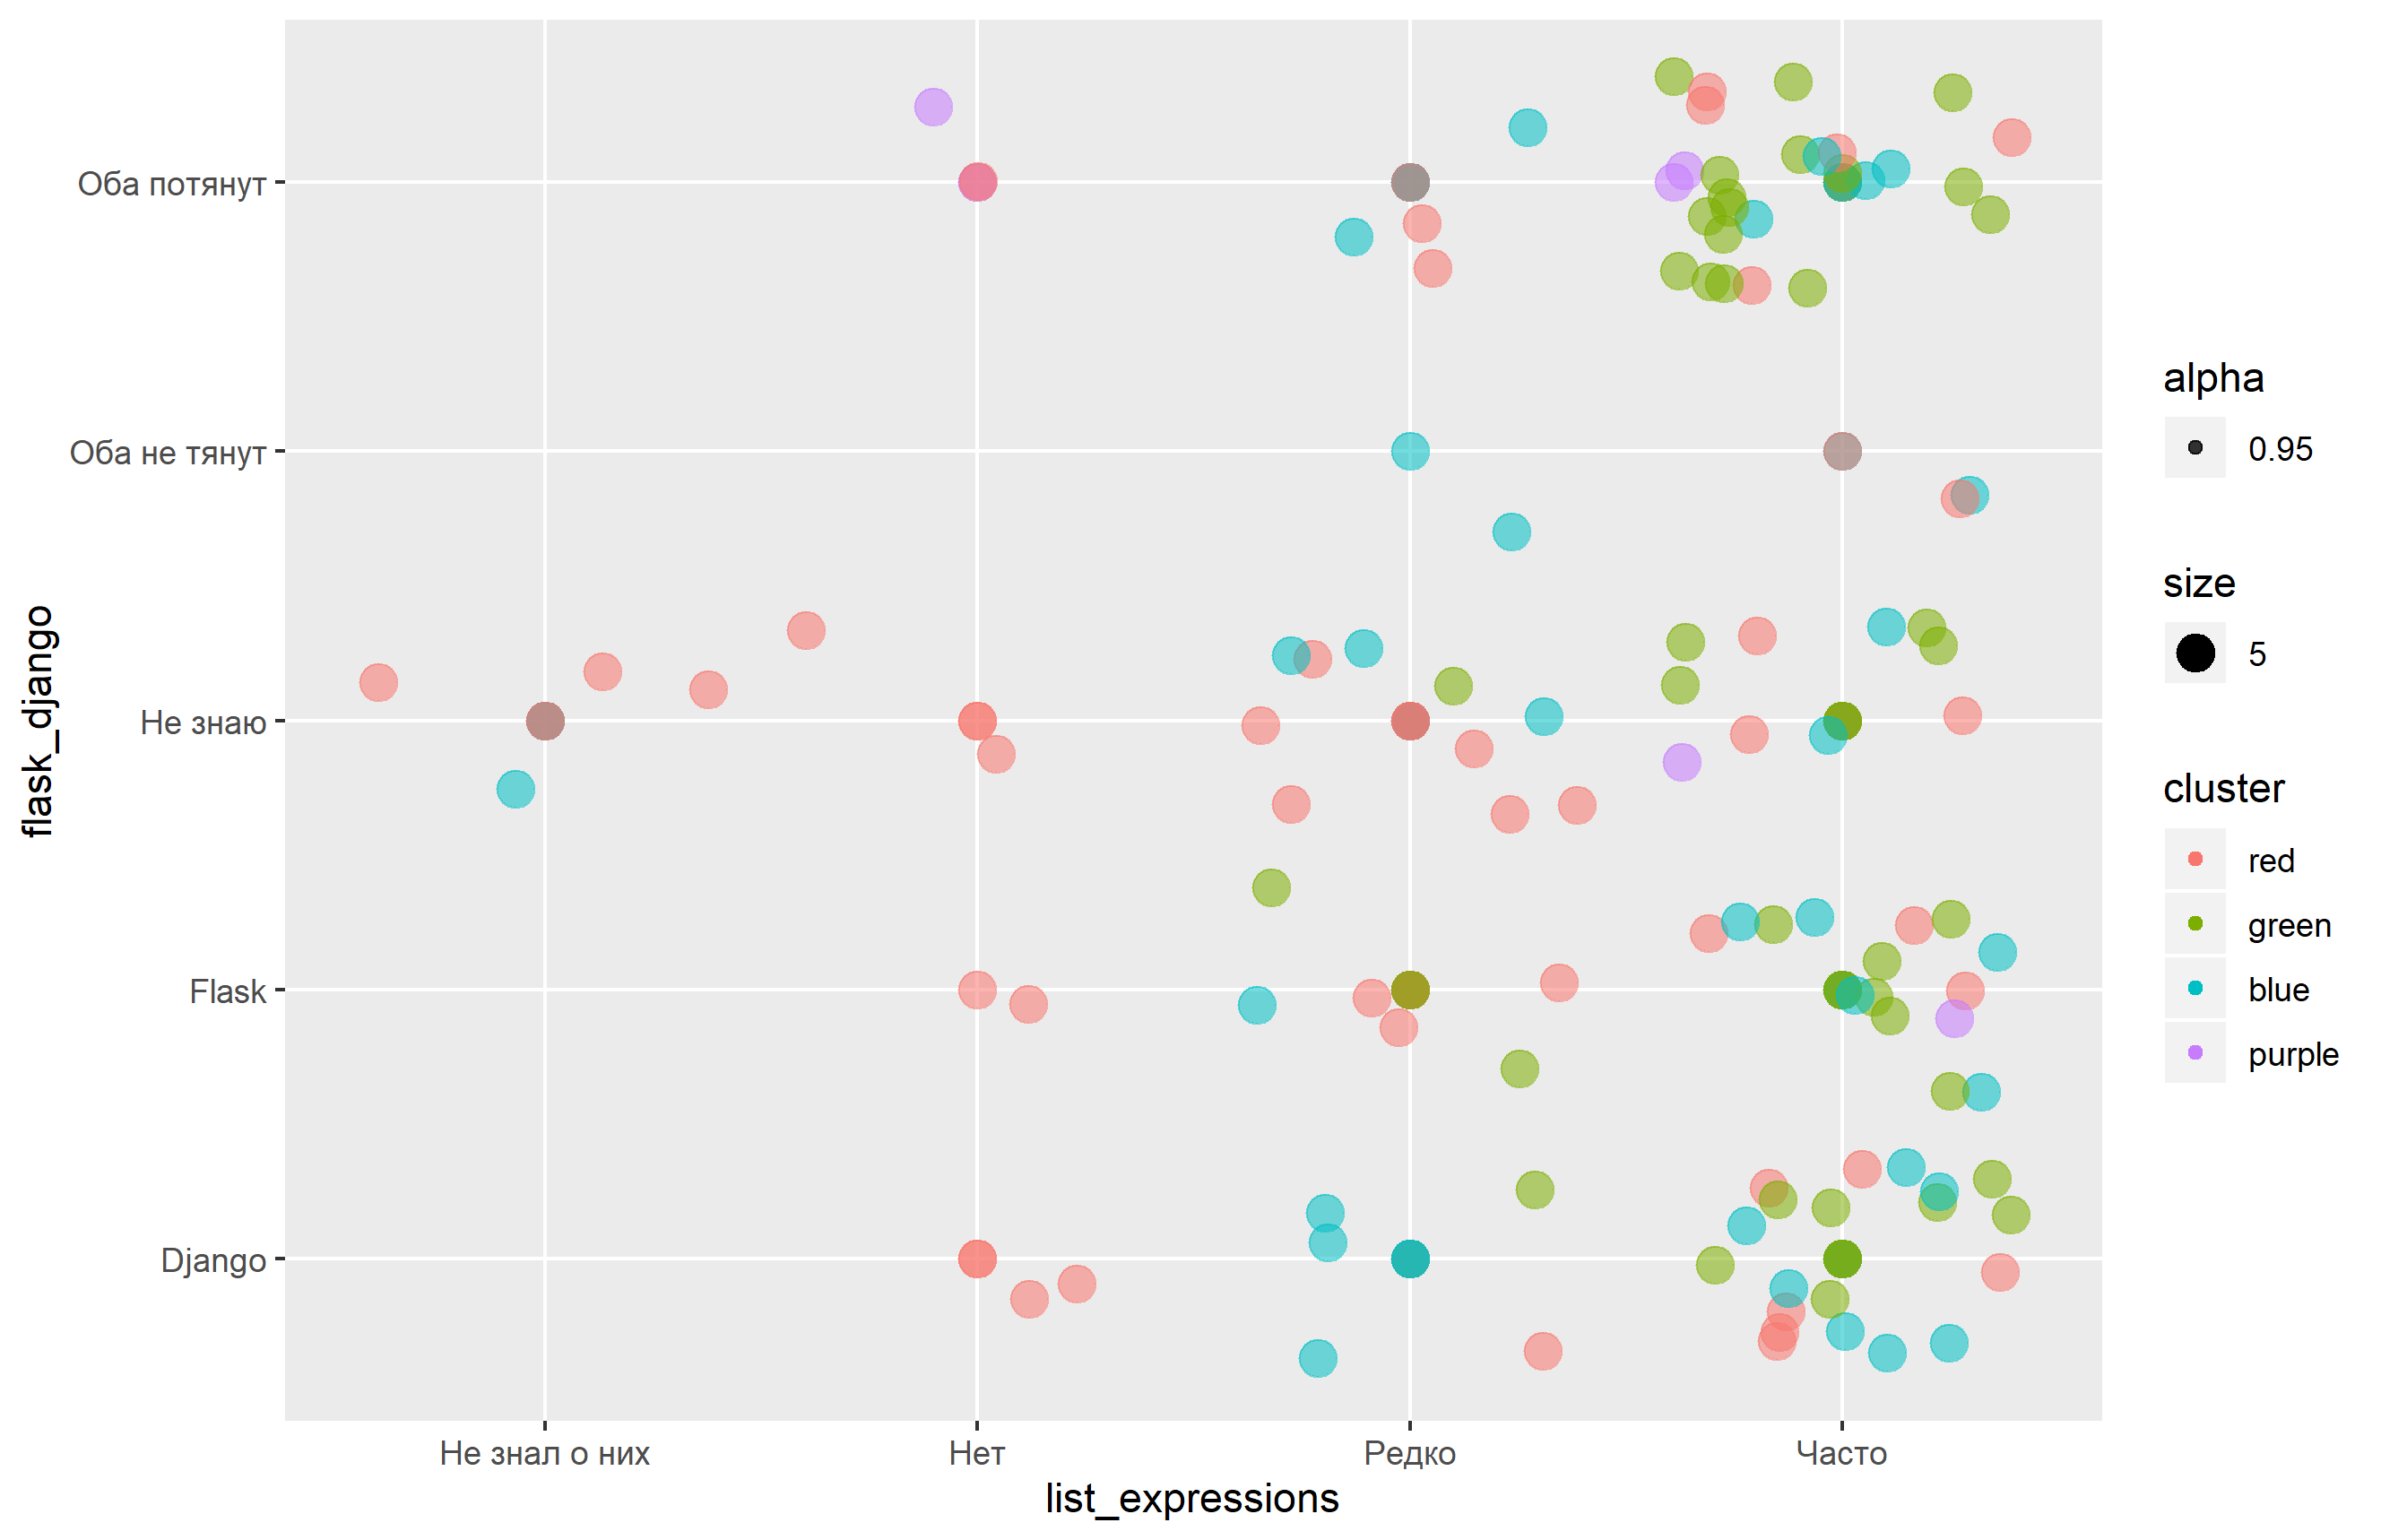 flask_django
Оба потянут
Оба не тянут
Не знаю
Flask
Django
Не знал о них
Нет
Редко
Часто
list_expressions
alpha
0.95
size
5
cluster
red
green
blue
purple